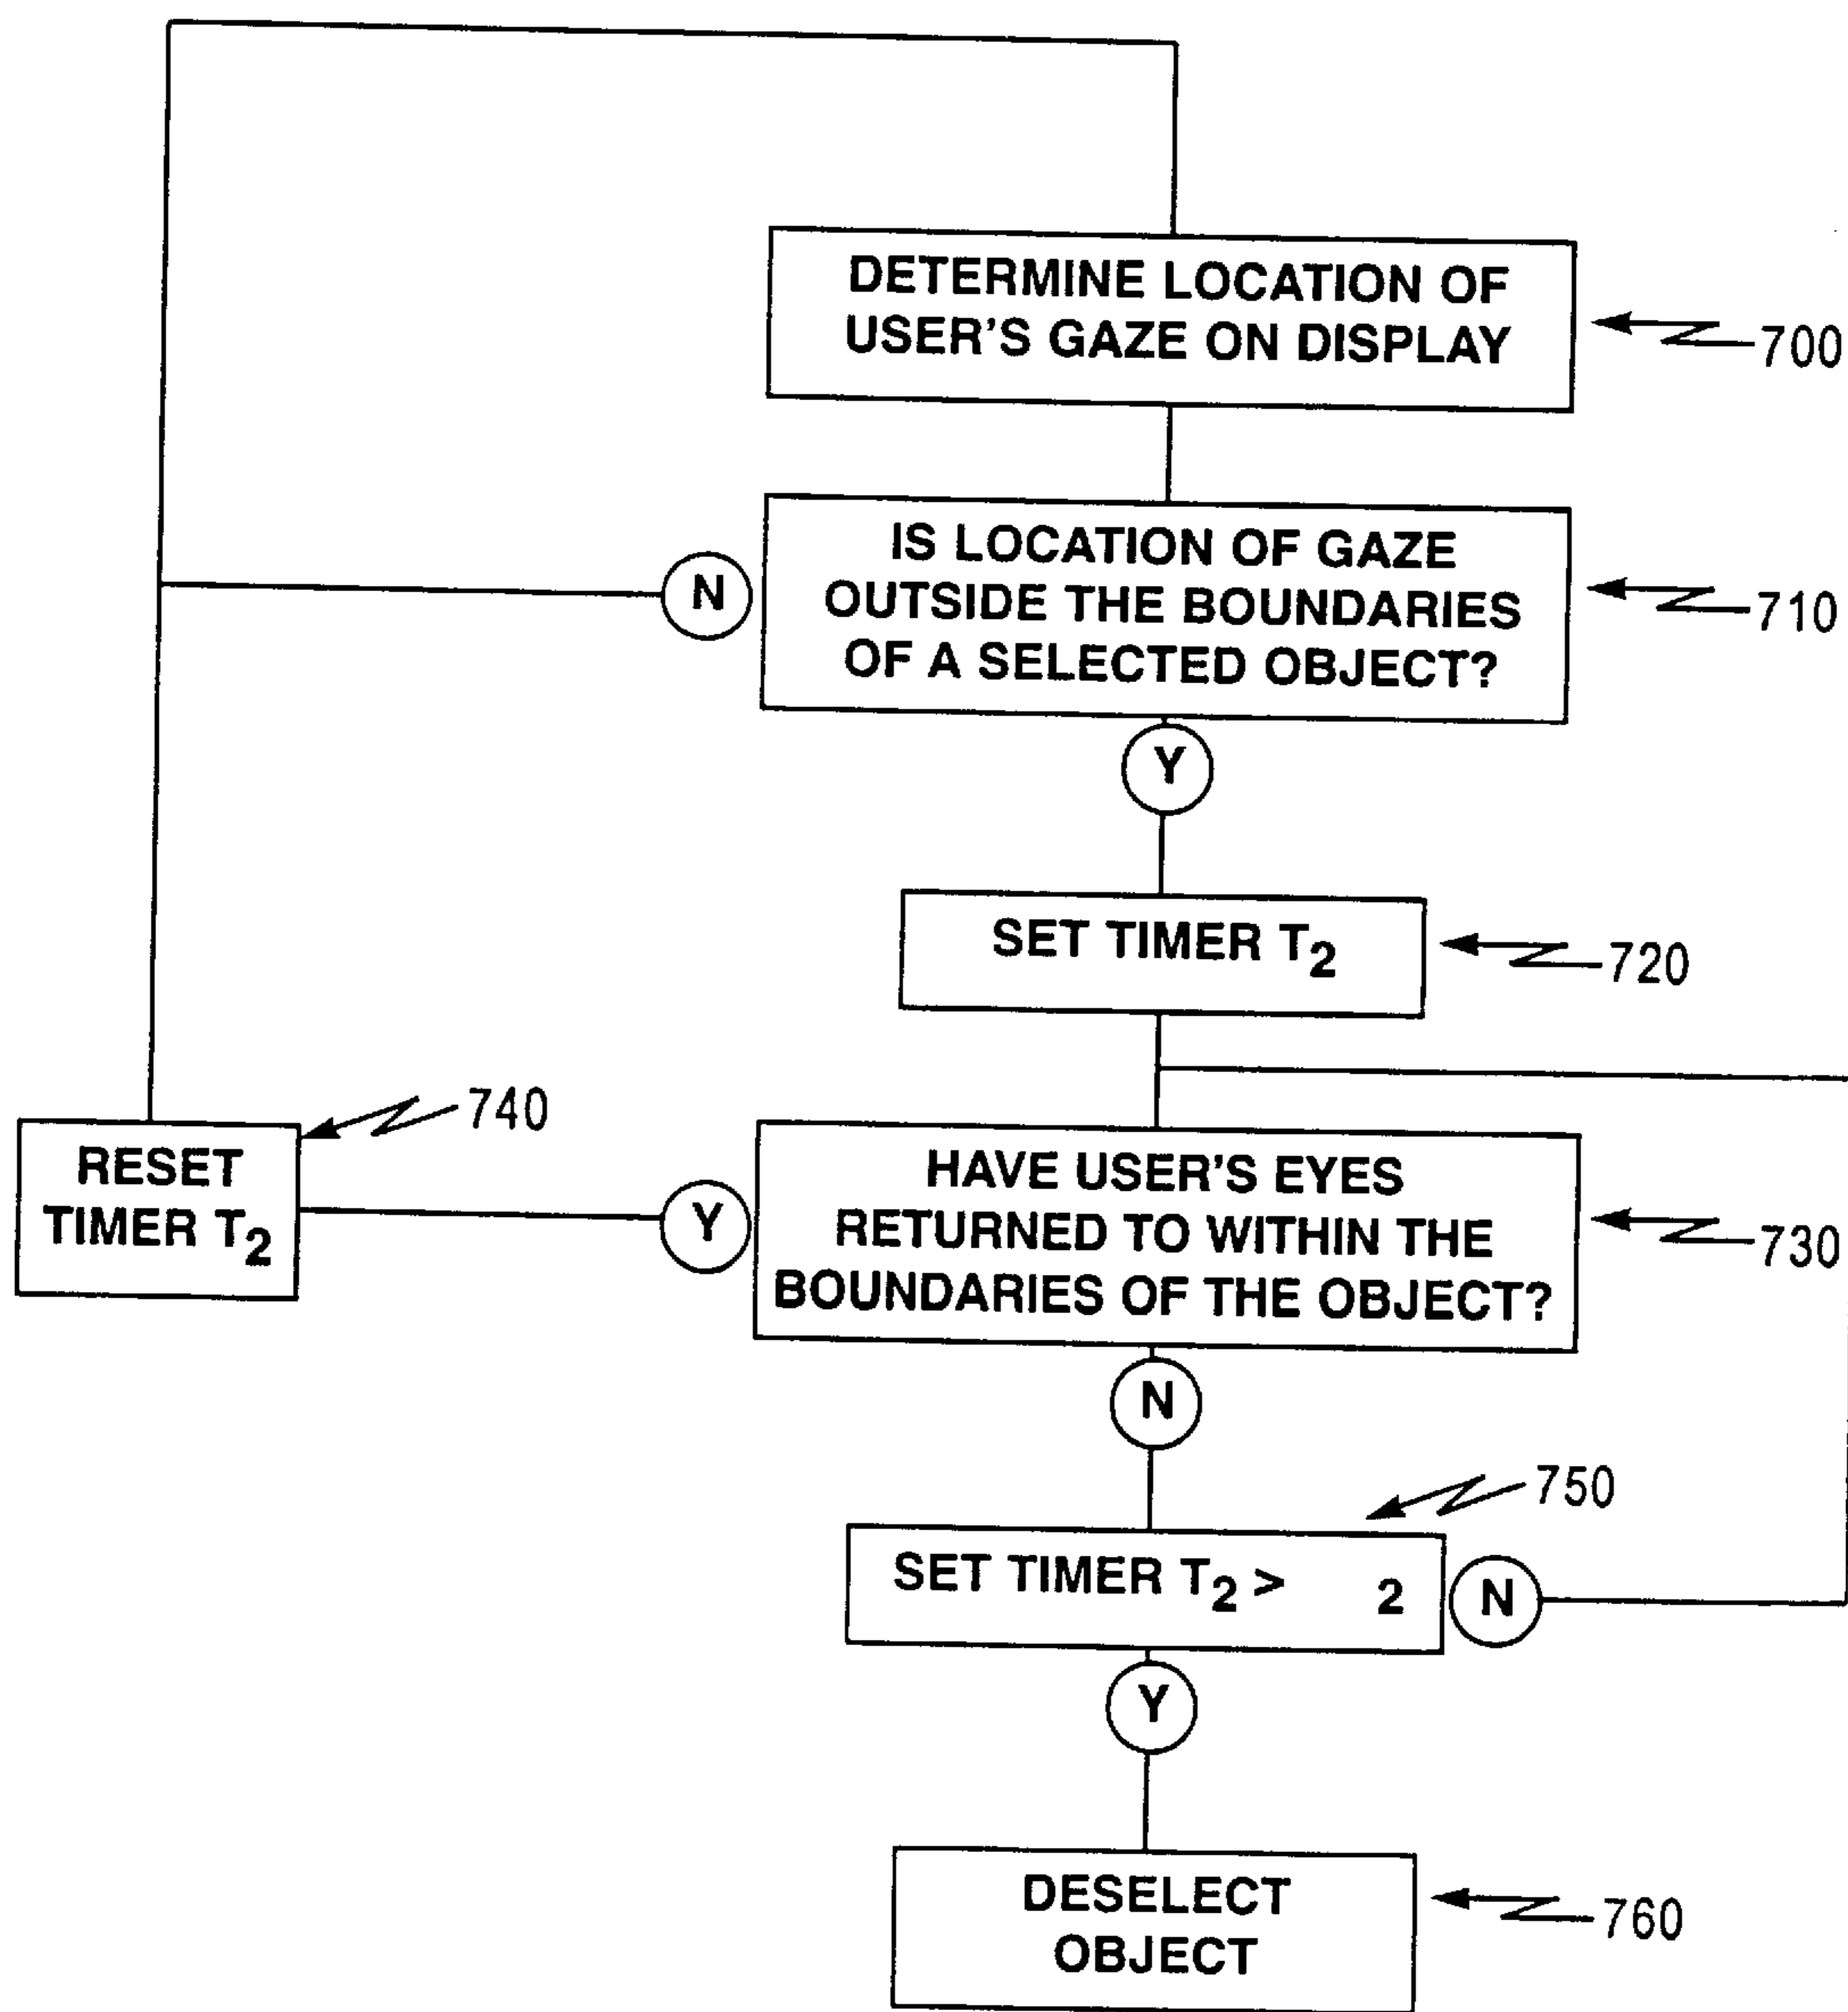 DETERMINE LOCATION OF
USER'S GAZE ON DISPLAY
700
IS LOCATION OF GAZE
OUTSIDE THE BOUNDARIES
OF A SELECTED OBJECT?
710
N
Y
SET TIMER T2
720
740
RESET
TIMER T2
Y
HAVE USER'S EYES
RETURNED TO WITHIN THE
BOUNDARIES OF THE OBJECT?
730
N
750
SET TIMER T2 > 2
N
Y
DESELECT
OBJECT
760